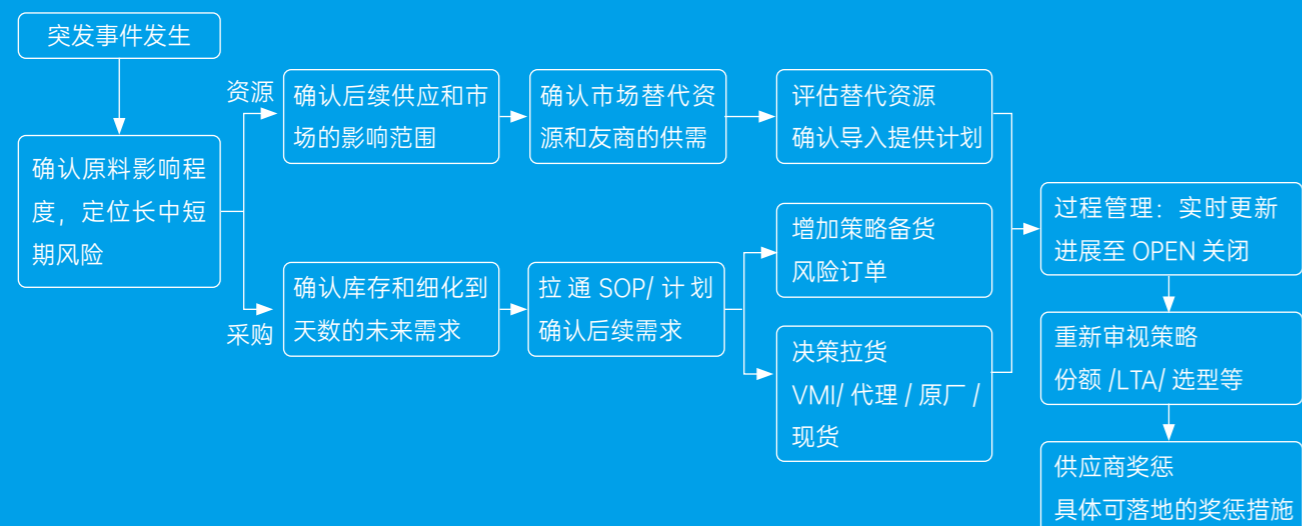 突发事件发生
确认原料影响程
度，定位长中短
期风险
资源
确认后续供应和市
场的影响范围
确认市场替代资
源和友商的供需
评估替代资源
确认导入提供计划
采购
确认库存和细化到
天数的未来需求
拉通 SOP/ 计划
确认后续需求
增加策略备货
风险订单
决策拉货
VMI/ 代理 / 原厂 /
现货
过程管理：实时更新
进展至 OPEN 关闭
重新审视策略
份额 /LTA/ 选型等
供应商奖惩
具体可落地的奖惩措施